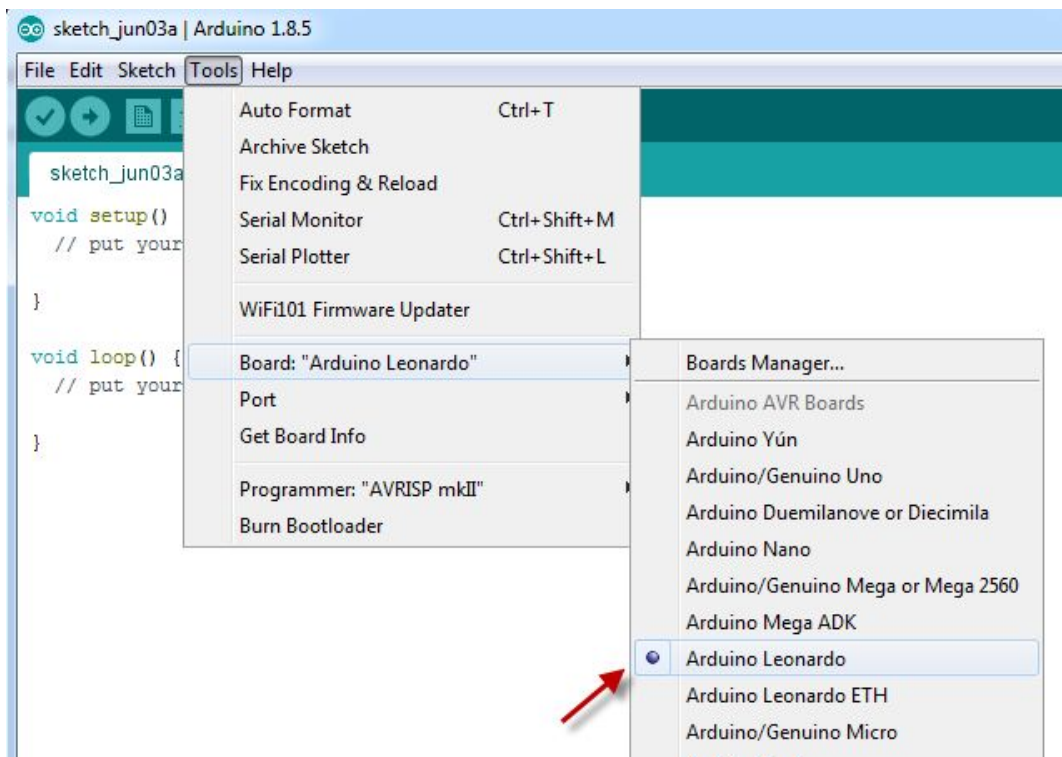 sketch_jun03a | Arduino 1.8.5
File Edit Sketch Tools Help
sketch_jun03a
void setup()
// put your
}
void loop() {
// put your
}
Auto Format Ctrl+T
Archive Sketch
Fix Encoding & Reload
Serial Monitor Ctrl+Shift+M
Serial Plotter Ctrl+Shift+L
WiFi101 Firmware Updater
Board: "Arduino Leonardo"
Port
Get Board Info
Programmer: "AVRISP mkII"
Burn Bootloader
Boards Manager...
Arduino AVR Boards
Arduino Yún
Arduino/Genuino Uno
Arduino Duemilanove or Diecimila
Arduino Nano
Arduino/Genuino Mega or Mega 2560
Arduino Mega ADK
Arduino Leonardo
Arduino Leonardo ETH
Arduino/Genuino Micro